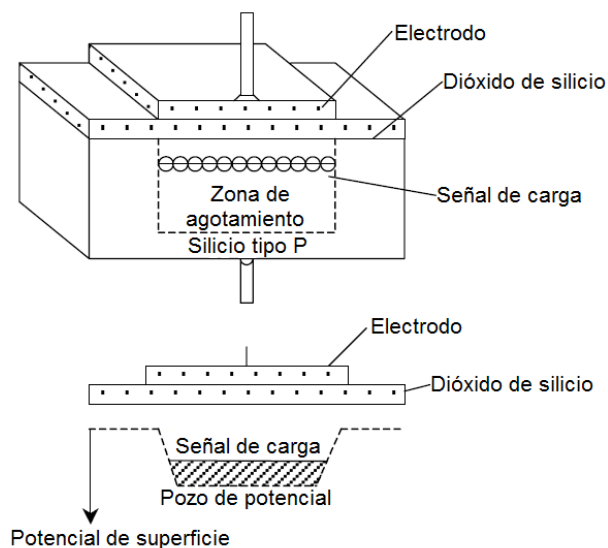 Electrodo
Dióxido de silicio
Señal de carga
Zona de
agotamiento
Silicio tipo P
Electrodo
Dióxido de silicio
Señal de carga
Pozo de potencial
Potencial de superficie